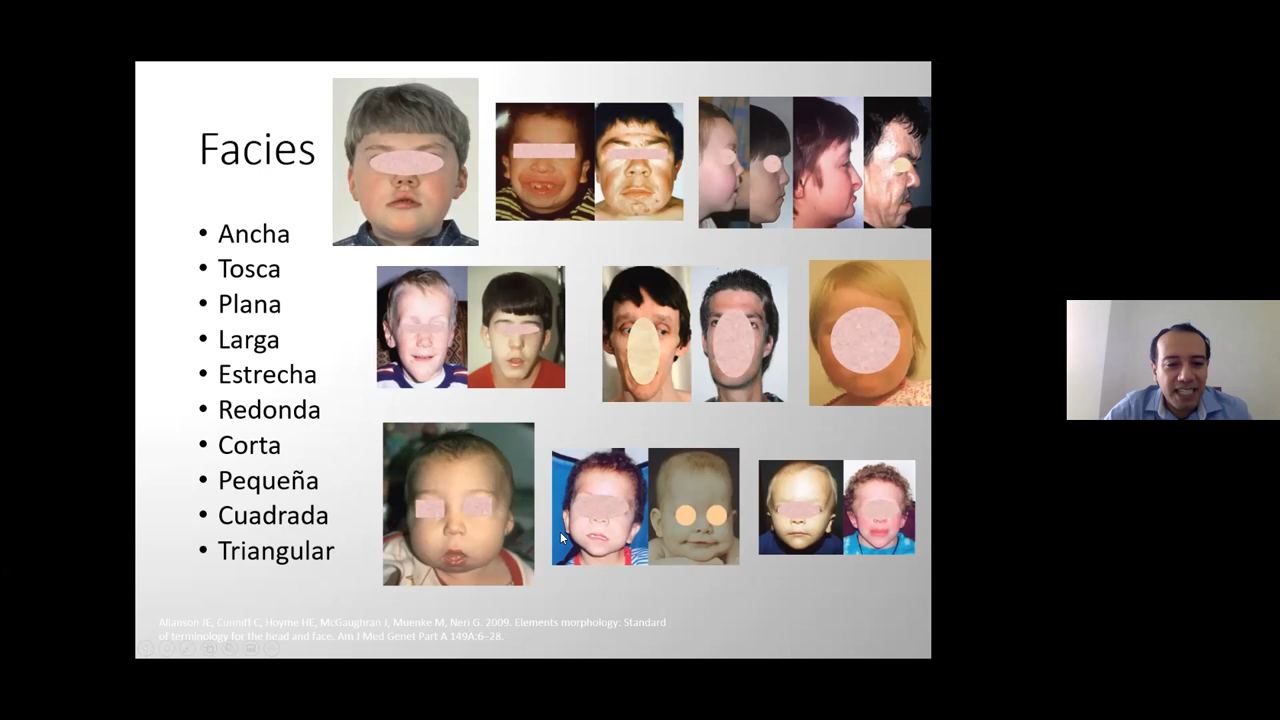 Facies
• Ancha
• Tosca
• Plana
• Larga
• Estrecha
• Redonda
• Corta
• Pequeña
• Cuadrada
• Triangular
Allanson JE, Cunniff C, Hoyme HE, McGaughran J, Muenke M, Neri G. 2009. Elements morphology: Standard
of terminology for the head and face. Am J Med Genet Part A 149A:6–28.